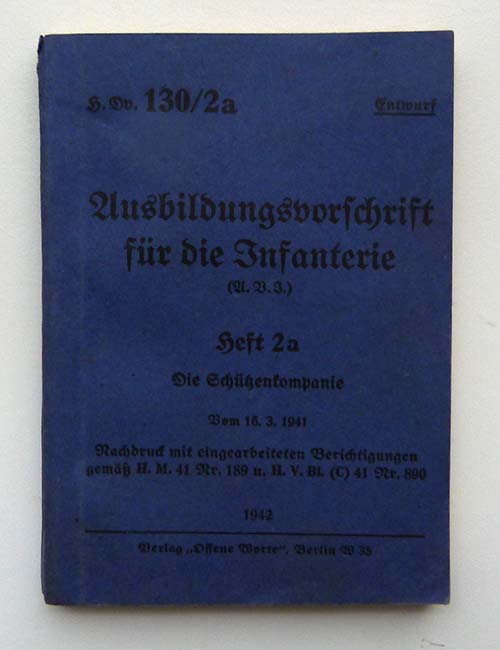 H. Dv. 130/2a
Entwurf
Ausbildungsvorschrift
für die Infanterie
(A. V. I.)
Heft 2a
Die Schützenkompanie
Vom 16. 3. 1941
Nachdruck mit eingearbeiteten Berichtigungen
gemäß H. M. 41 Nr. 189 u. H. V. Bl. (C) 41 Nr. 890
1942
Verlag „Offene Worte", Berlin W 35